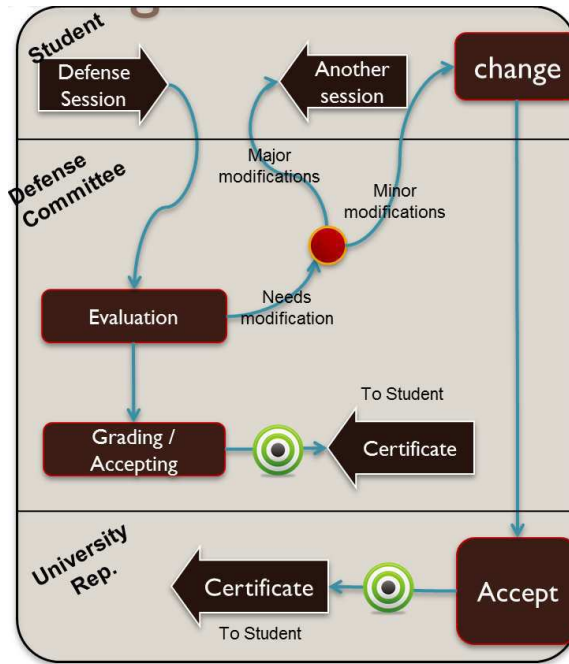 Student
Defense
Session
Another
session
change
Defense
Committee
Major
modifications
Minor
modifications
Evaluation
Needs
modification
Grading /
Accepting
To Student
Certificate
University
Rep.
Certificate
To Student
Accept